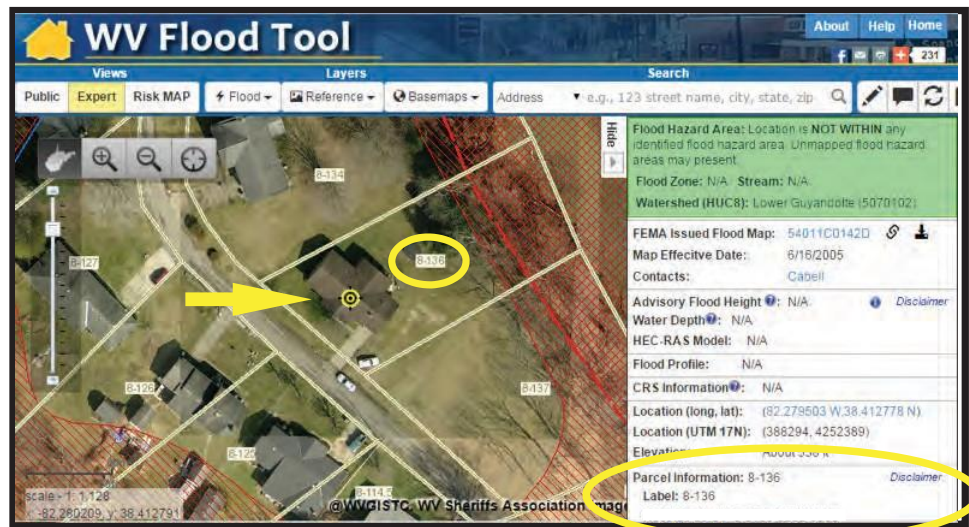 WV Flood Tool
About Help Home
231
Views Layers Search
Public Expert Risk MAP Flood Reference Basemaps Address e.g., 123 street name, city, state, zip
Hide
8-134
8-136
8-127
8-126
8-137
8-125
8-114.5
scale - 1: 1,128
x: -82.280209, y: 38.412791
@WVGISTC, WV Sheriffs Association Image
Flood Hazard Area: Location is NOT WITHIN any
identified flood hazard area. Unmapped flood hazard
areas may present.
Flood Zone: N/A Stream: N/A
Watershed (HUC8): Lower Guyandotte (5070102)
FEMA Issued Flood Map: 54011C0142D
Map Effecitve Date: 6/16/2005
Contacts: Cabell
Advisory Flood Height ?: N/A Disclaimer
Water Depth?: N/A
HEC-RAS Model: N/A
Flood Profile: N/A
CRS Information?: N/A
Location (long, lat): (82.279503 W,38.412778 N)
Location (UTM 17N): (388294, 4252389)
Elevation: About
Parcel Information: 8-136 Disclaimer
Label: 8-136